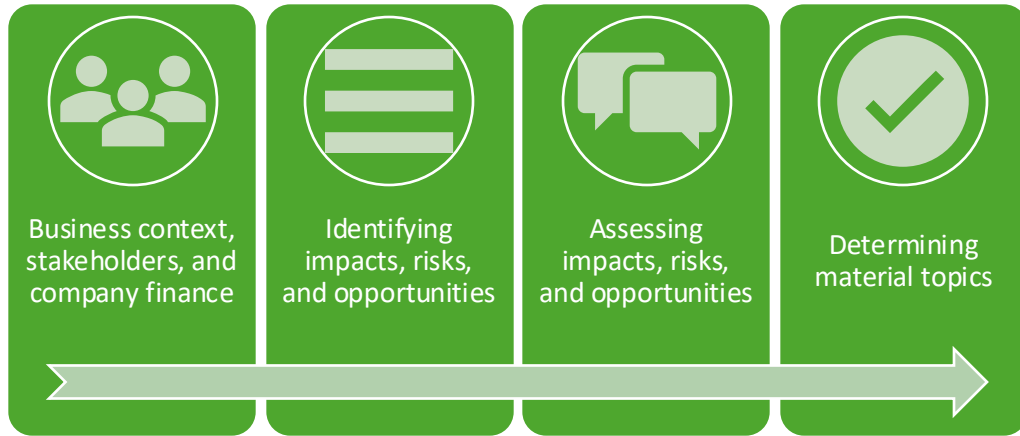 Business context,
stakeholders, and
company finance
Identifying
impacts, risks,
and opportunities
Assessing
impacts, risks,
and opportunities
Determining
material topics